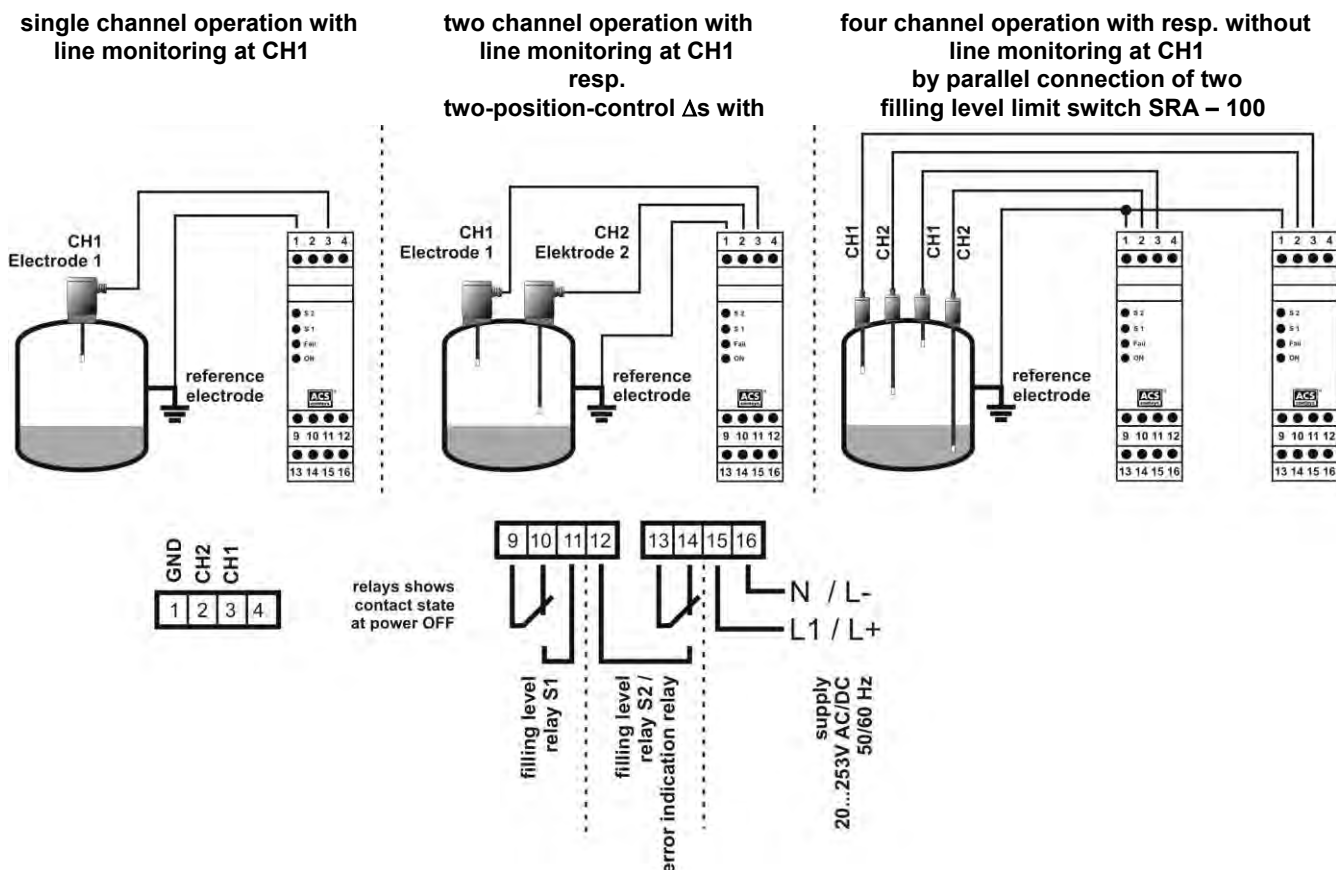 single channel operation with
line monitoring at CH1
two channel operation with
line monitoring at CH1
resp.
two-position-control Δs with
four channel operation with resp. without
line monitoring at CH1
by parallel connection of two
filling level limit switch SRA – 100
CH1
Electrode 1
reference
electrode
1 2 3 4
S 2
S 1
Fail
ON
ACS
9 10 11 12
13 14 15 16
CH1
Electrode 1
CH2
Elektrode 2
reference
electrode
1 2 3 4
S 2
S 1
Fail
ON
ACS
9 10 11 12
13 14 15 16
CH1
CH2
CH1
CH2
reference
electrode
1 2 3 4
S 2
S 1
Fail
ON
ACS
9 10 11 12
13 14 15 16
1 2 3 4
S 2
S 1
Fail
ON
ACS
9 10 11 12
13 14 15 16
GND
CH2
CH1
1 2 3 4
relays shows
contact state
at power OFF
9 10 11 12
13 14 15 16
N / L-
L1 / L+
filling level
relay S1
filling level
relay S2 /
error indication relay
supply
20...253V AC/DC
50/60 Hz